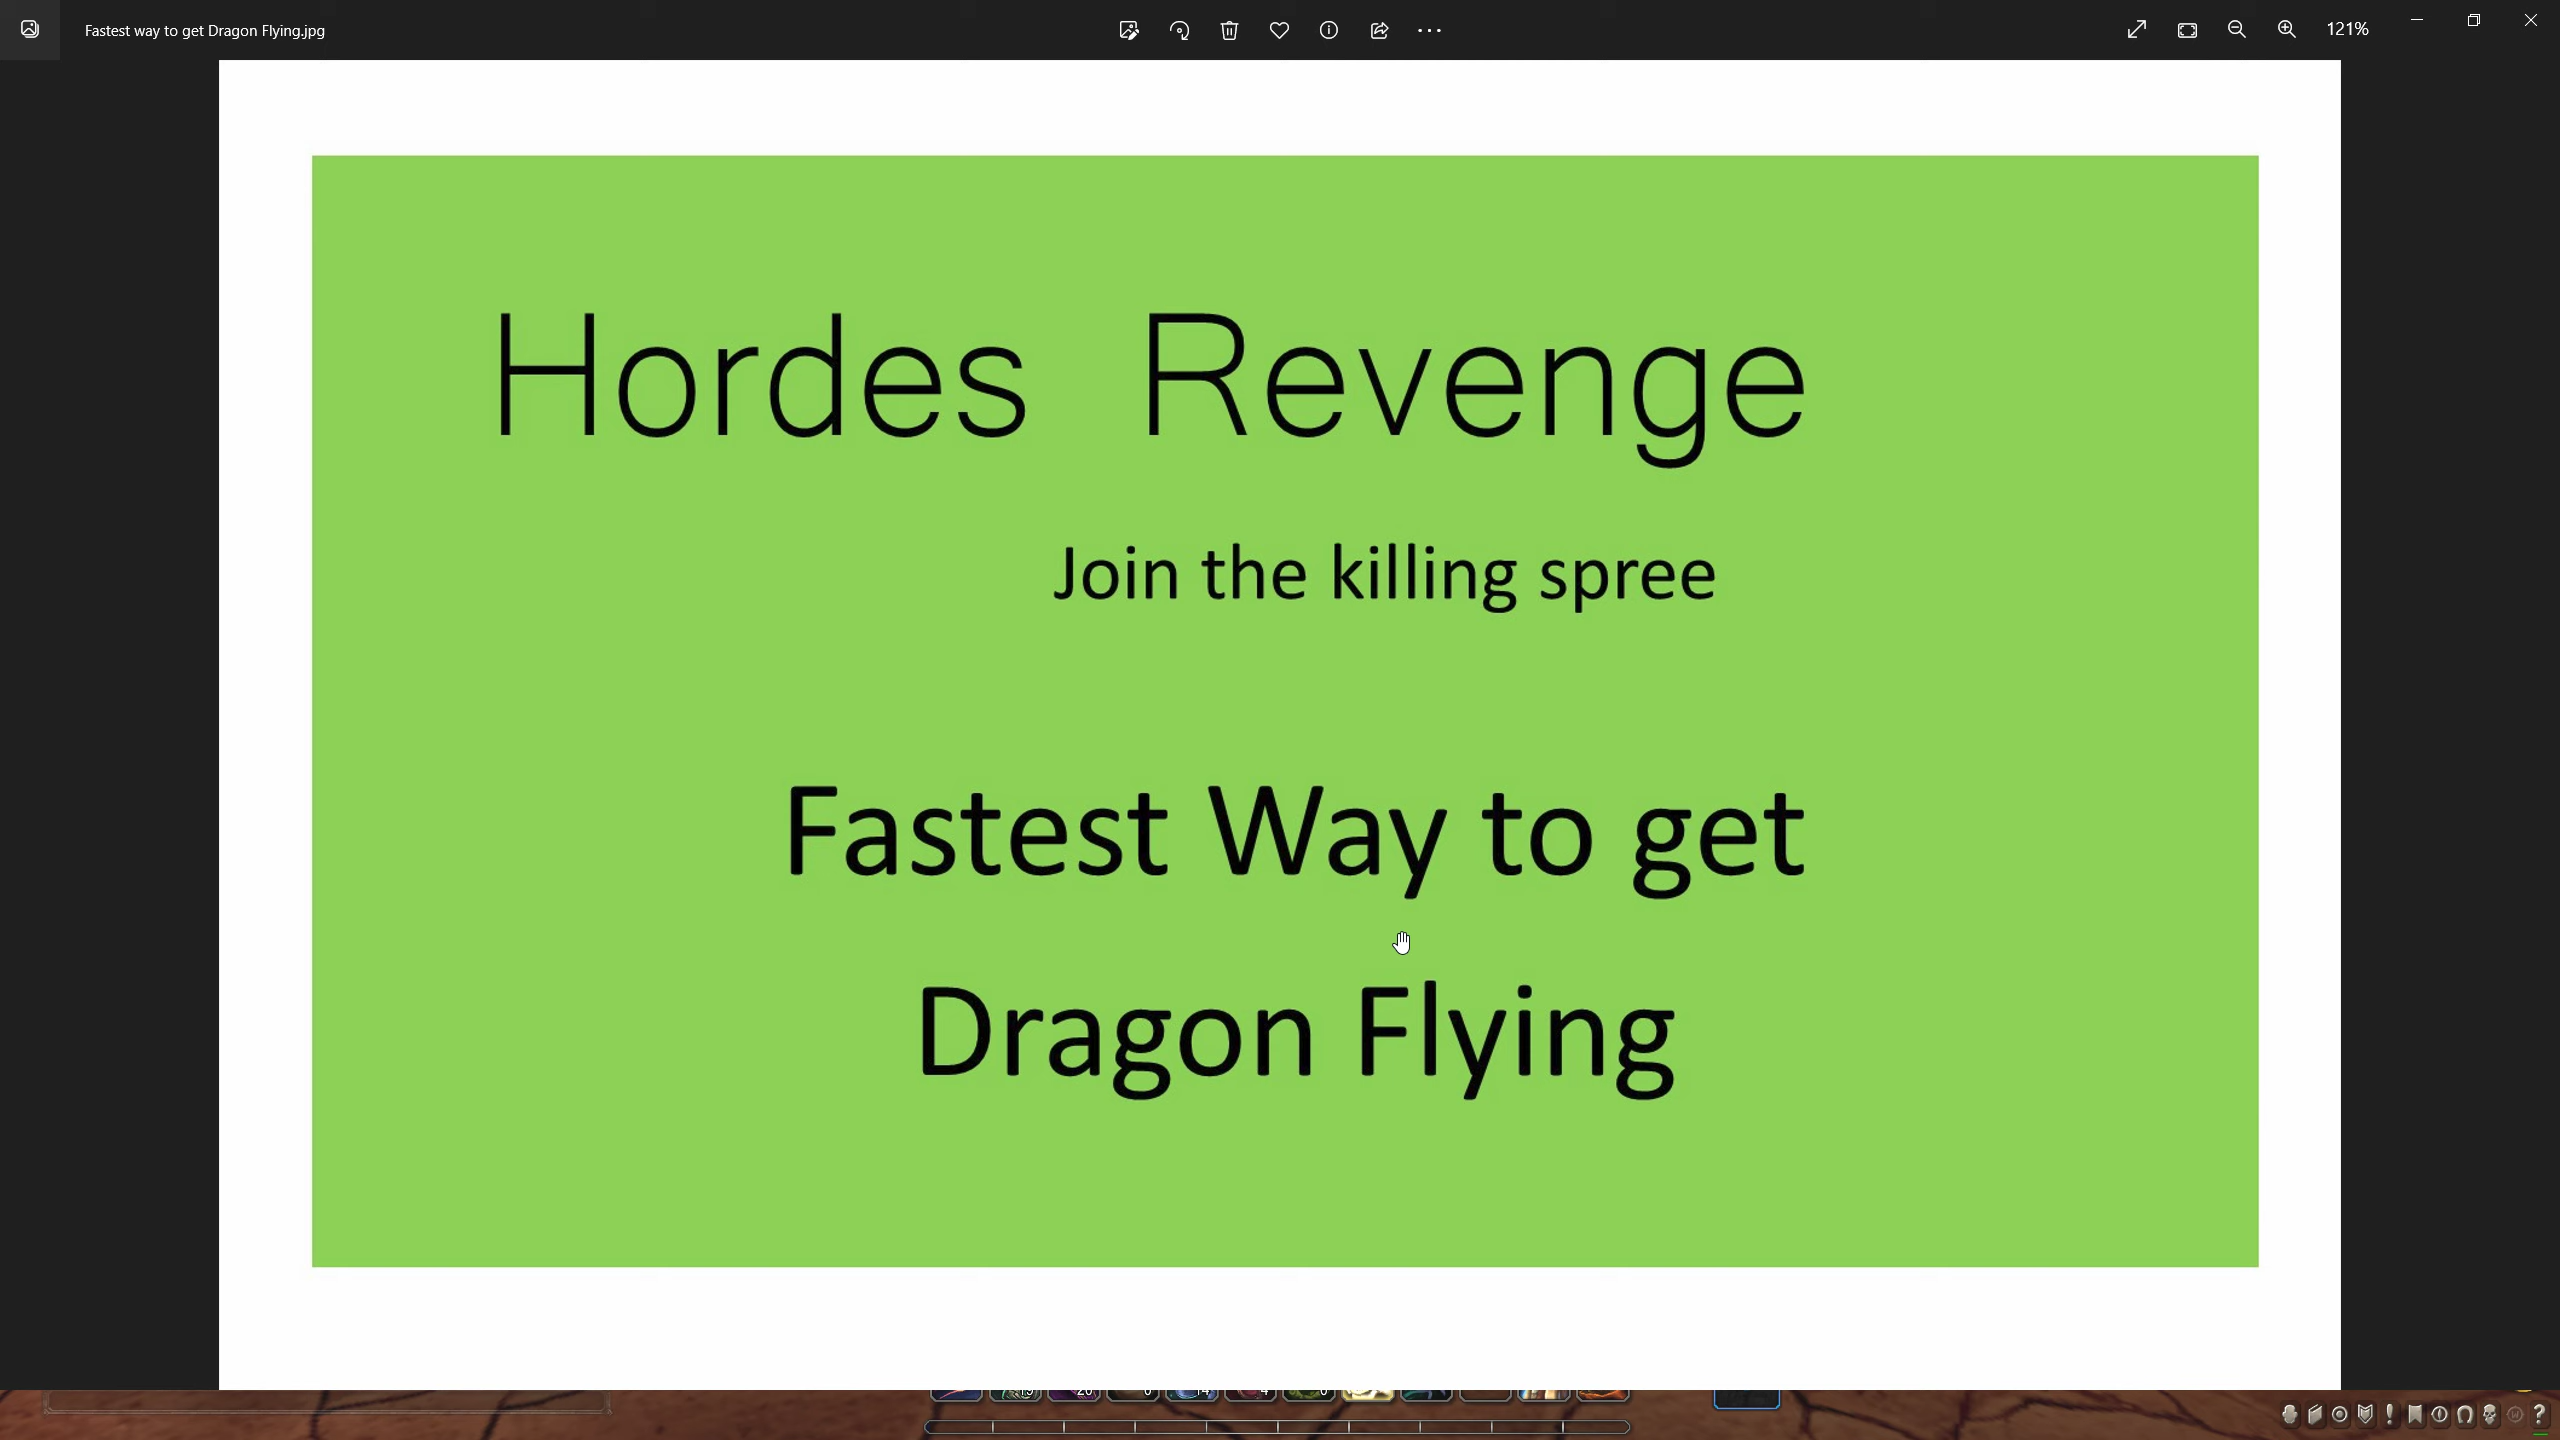 Fastest way to get Dragon Flying.jpg
121%
Hordes Revenge
Join the killing spree
Fastest Way to get
Dragon Flying